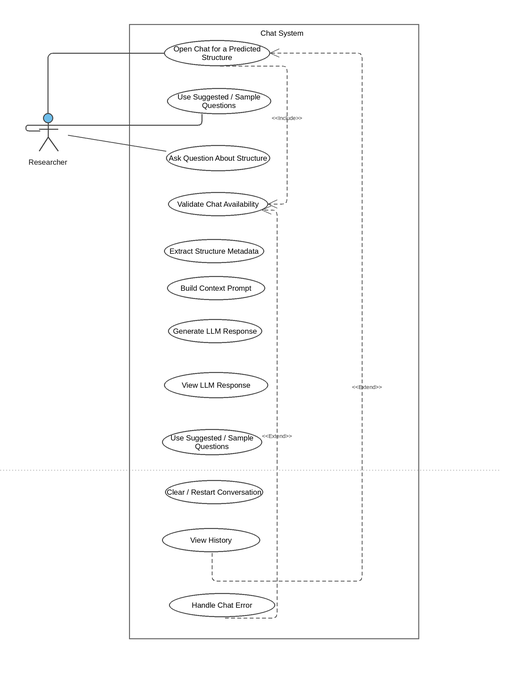 Chat System
Open Chat for a Predicted
Structure
Use Suggested / Sample
Questions
<<Include>>
Researcher
Ask Question About Structure
Validate Chat Availability
Extract Structure Metadata
Build Context Prompt
Generate LLM Response
View LLM Response
<<Extend>>
Use Suggested / Sample
Questions
<<Extend>>
Clear / Restart Conversation
View History
Handle Chat Error